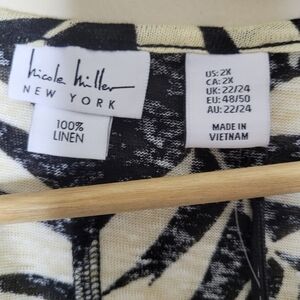 nicole miller
NEW YORK
100%
LINEN
US: 2X
CA: 2X
UK: 22/24
EU: 48/50
AU: 22/24
MADE IN
VIETNAM